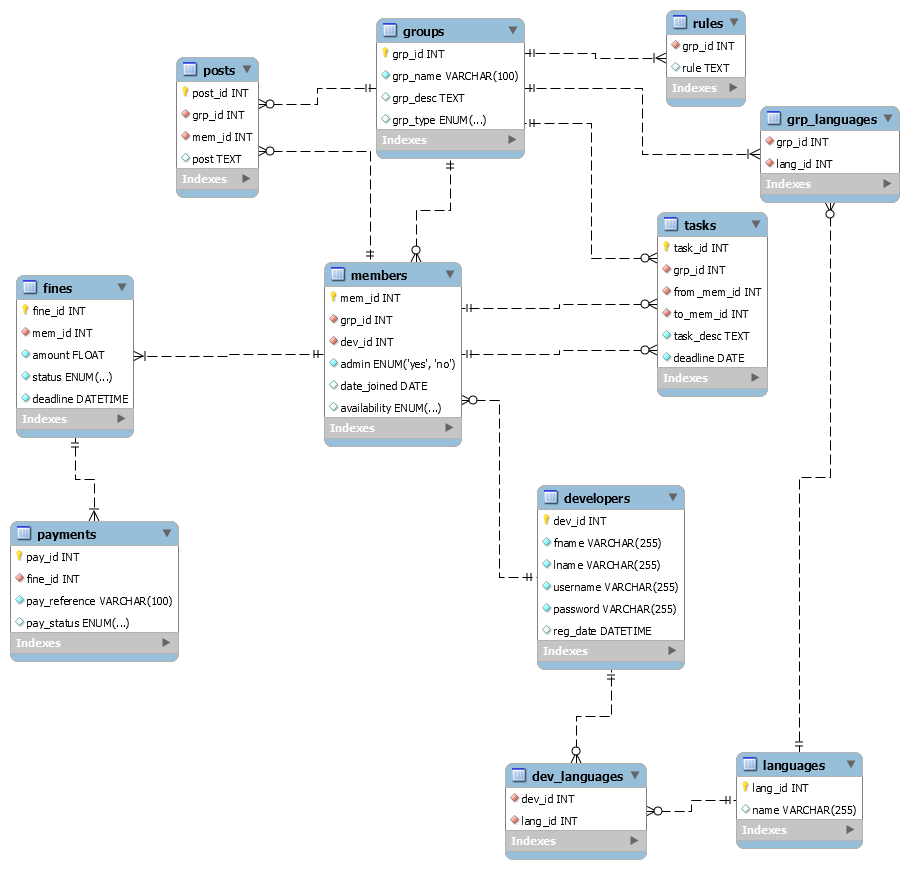 groups
grp_id INT
grp_name VARCHAR(100)
grp_desc TEXT
grp_type ENUM(...)
Indexes
rules
grp_id INT
rule TEXT
Indexes
posts
post_id INT
grp_id INT
mem_id INT
post TEXT
Indexes
grp_languages
grp_id INT
lang_id INT
Indexes
tasks
task_id INT
grp_id INT
from_mem_id INT
to_mem_id INT
task_desc TEXT
deadline DATE
Indexes
members
mem_id INT
grp_id INT
dev_id INT
admin ENUM('yes', 'no')
date_joined DATE
availability ENUM(...)
Indexes
fines
fine_id INT
mem_id INT
amount FLOAT
status ENUM(...)
deadline DATETIME
Indexes
payments
pay_id INT
fine_id INT
pay_reference VARCHAR(100)
pay_status ENUM(...)
Indexes
developers
dev_id INT
fname VARCHAR(255)
lname VARCHAR(255)
username VARCHAR(255)
password VARCHAR(255)
reg_date DATETIME
Indexes
dev_languages
dev_id INT
lang_id INT
Indexes
languages
lang_id INT
name VARCHAR(255)
Indexes